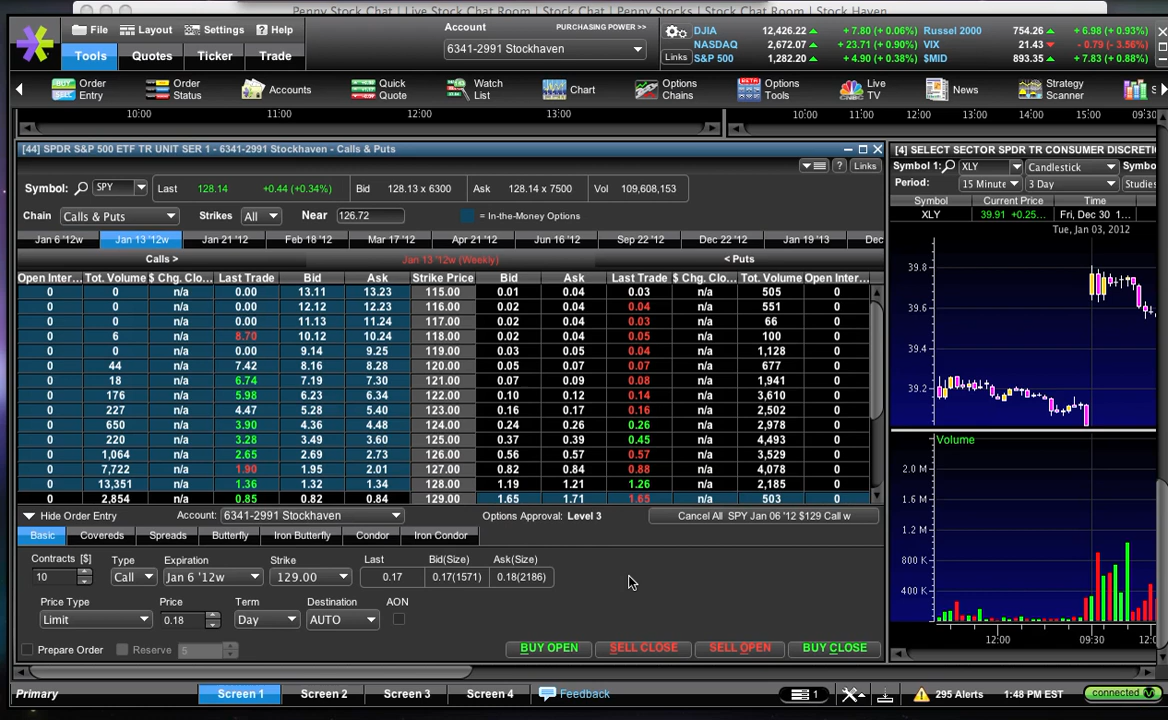 Penny Stock Chat | Live Stock Chat Room | Penny Stocks | Stock Chat Room | Stock Haven
File Layout Settings Help
Account PURCHASING POWER >>
6341-2991 Stockhaven
Links
DJIA 12,426.22 + 7.80 (+ 0.06%) Russel 2000 754.26 + 6.98 (+ 0.93%)
NASDAQ 2,672.07 + 23.71 (+ 0.90%) VIX 21.43 - 0.79 (- 3.56%)
S&P 500 1,282.20 + 4.90 (+ 0.38%) $MID 893.35 + 7.83 (+ 0.88%)
Tools Quotes Ticker Trade
Order Entry Order Status Accounts Quick Quote Watch List Chart Options Chains Options Tools Live TV News Strategy Scanner
10:00 11:00 12:00 13:00 10:00 11:00 12:00 13:00 14:00 15:00 09:30
[44] SPDR S&P 500 ETF TR UNIT SER 1 - 6341-2991 Stockhaven - Calls & Puts
? Links
Symbol: SPY Last 128.14 +0.44 (+0.34%) Bid 128.13 x 6300 Ask 128.14 x 7500 Vol 109,608,153
Chain Calls & Puts Strikes All Near 126.72 = In-the-Money Options
Jan 6 '12w Jan 13 '12w Jan 21 '12 Feb 18 '12 Mar 17 '12 Apr 21 '12 Jun 16 '12 Sep 22 '12 Dec 22 '12 Jan 19 '13 Dec
Calls > Jan 13 '12w (Weekly) < Puts
Open Inter... Tot. Volume $ Chg. Clo... Last Trade Bid Ask Strike Price Bid Ask Last Trade $ Chg. Clo... Tot. Volume Open Inter...
0 0 n/a 0.00 13.11 13.23 115.00 0.01 0.04 0.03 n/a 505 0
0 0 n/a 0.00 12.12 12.23 116.00 0.02 0.04 0.04 n/a 551 0
0 0 n/a 0.00 11.13 11.24 117.00 0.02 0.04 0.03 n/a 66 0
0 6 n/a 8.70 10.12 10.24 118.00 0.02 0.04 0.05 n/a 100 0
0 0 n/a 0.00 9.14 9.25 119.00 0.03 0.05 0.04 n/a 1,128 0
0 44 n/a 7.42 8.16 8.28 120.00 0.05 0.07 0.07 n/a 677 0
0 18 n/a 6.74 7.19 7.30 121.00 0.07 0.09 0.08 n/a 1,941 0
0 176 n/a 5.98 6.23 6.34 122.00 0.10 0.12 0.14 n/a 3,610 0
0 227 n/a 4.47 5.28 5.40 123.00 0.16 0.17 0.16 n/a 2,502 0
0 650 n/a 3.90 4.36 4.48 124.00 0.24 0.26 0.26 n/a 2,978 0
0 220 n/a 3.28 3.49 3.60 125.00 0.37 0.39 0.45 n/a 4,493 0
0 1,064 n/a 2.65 2.69 2.73 126.00 0.56 0.57 0.57 n/a 3,529 0
0 7,722 n/a 1.90 1.95 2.01 127.00 0.82 0.84 0.88 n/a 4,078 0
0 13,351 n/a 1.36 1.32 1.34 128.00 1.19 1.21 1.26 n/a 2,185 0
0 2,854 n/a 0.85 0.82 0.84 129.00 1.65 1.71 1.65 n/a 503 0
Hide Order Entry Account: 6341-2991 Stockhaven Options Approval: Level 3 Cancel All SPY Jan 06 '12 $129 Call w
Basic Covereds Spreads Butterfly Iron Butterfly Condor Iron Condor
Contracts [$] Type Expiration Strike Last Bid(Size) Ask(Size)
10 Call Jan 6 '12w 129.00 0.17 0.17(1571) 0.18(2186)
Price Type Price Term Destination AON
Limit 0.18 Day AUTO
Prepare Order Reserve 5 BUY OPEN SELL CLOSE SELL OPEN BUY CLOSE
[4] SELECT SECTOR SPDR TR CONSUMER DISCRETI
Symbol 1: XLY Candlestick Symbo
Period: 15 Minute 3 Day Studies
Symbol Current Price Time
XLY 39.91 +0.25... Fri, Dec 30, 1...
Tue, Jan 03, 2012
39.8
39.6
39.4
39.2
Volume
2.0 M
1.6 M
1.2 M
800 K
400 K
12:00 09:30 12:00
Primary Screen 1 Screen 2 Screen 3 Screen 4 Feedback 1 295 Alerts 1:48 PM EST connected